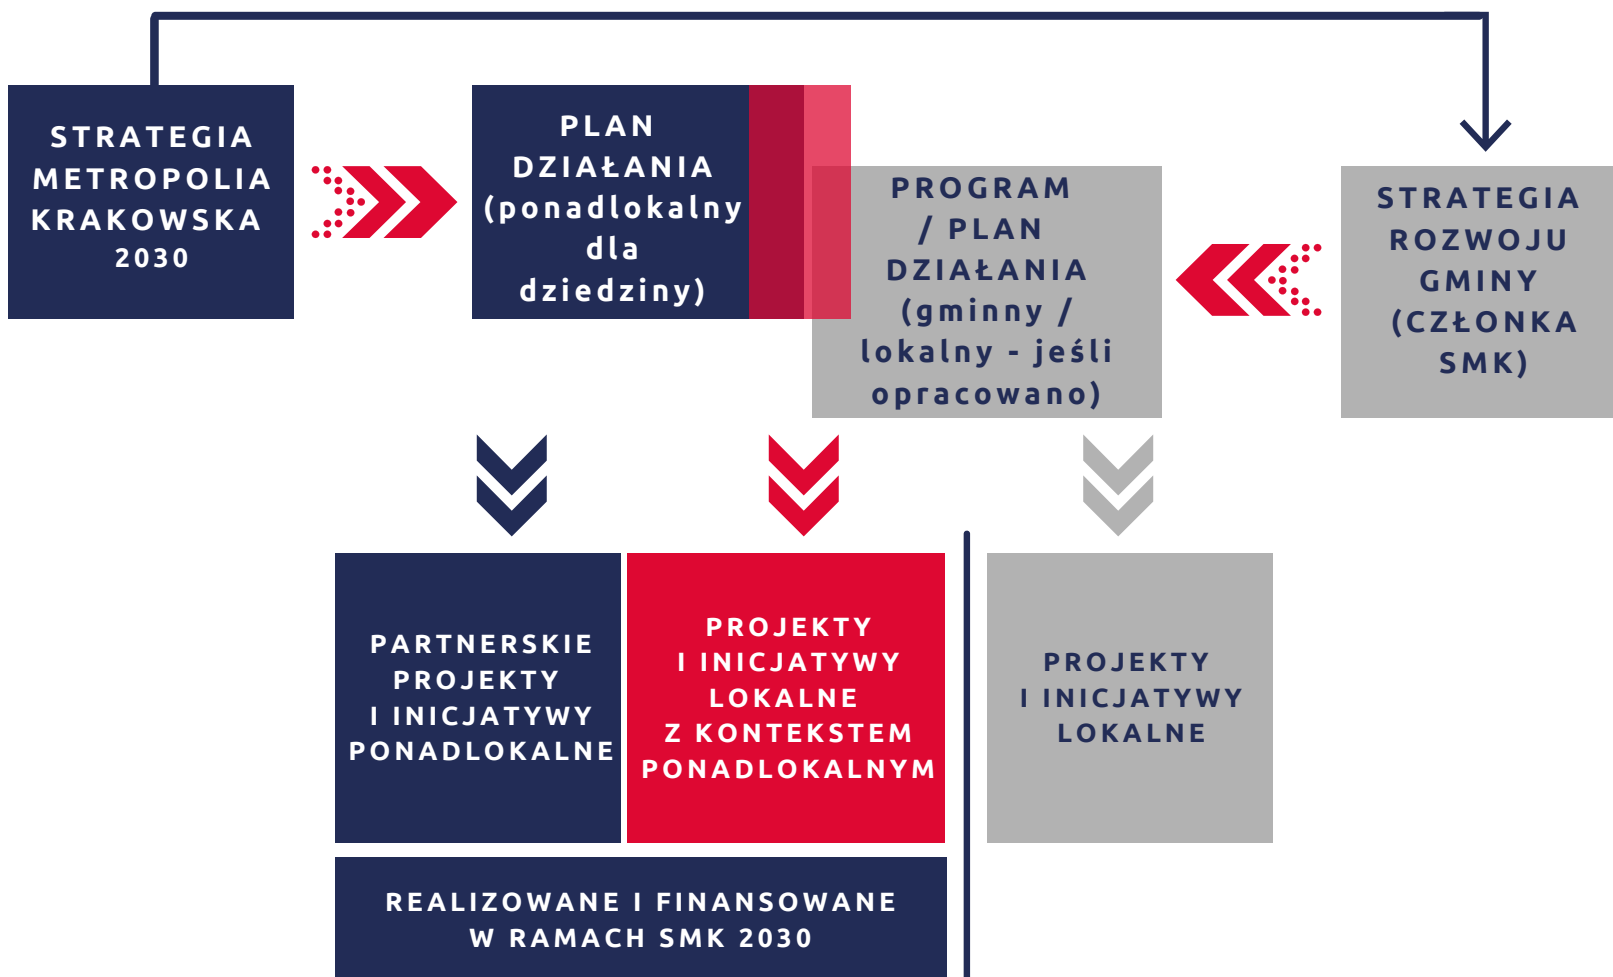 STRATEGIA
METROPOLIA
KRAKOWSKA
2030
PLAN
DZIAŁANIA
(ponadlokalny
dla
dziedziny)
PROGRAM
/ PLAN
DZIAŁANIA
(gminny /
lokalny - jeśli
opracowano)
STRATEGIA
ROZWOJU
GMINY
(CZŁONKA
SMK)
PARTNERSKIE
PROJEKTY
I INICJATYWY
PONADLOKALNE
PROJEKTY
I INICJATYWY
LOKALNE
Z KONTEKSTEM
PONADLOKALNYM
PROJEKTY
I INICJATYWY
LOKALNE
REALIZOWANE I FINANSOWANE
W RAMACH SMK 2030